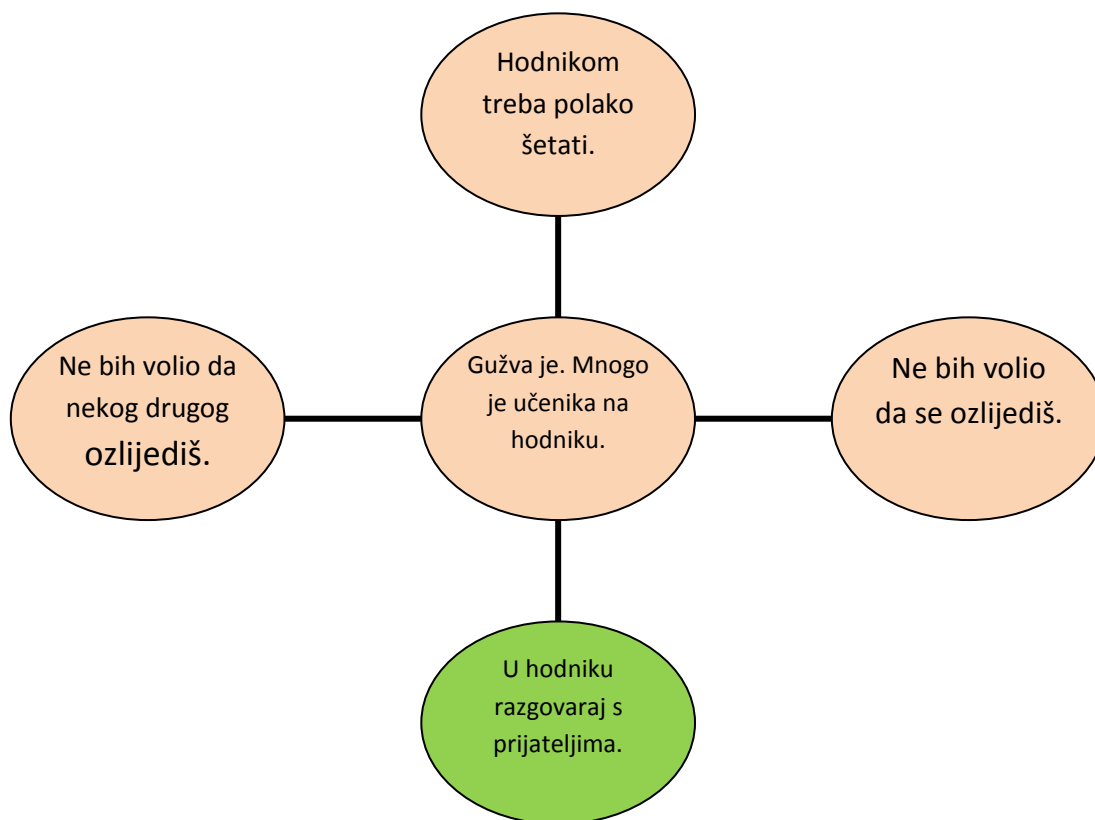 Hodnikom
treba polako
šetati.
Ne bih volio da
nekog drugog
ozlijediš.
Gužva je. Mnogo
je učenika na
hodniku.
Ne bih volio
da se ozlijediš.
U hodniku
razgovaraj s
prijateljima.